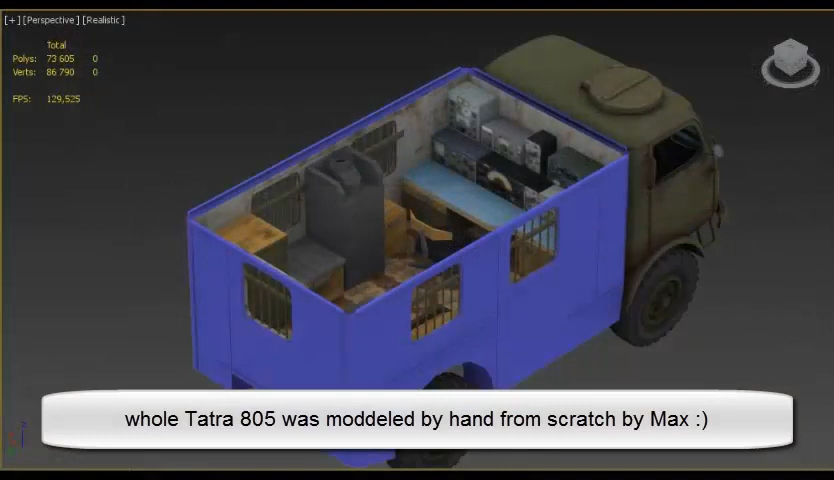 [+][Perspective][Realistic]
Total
Polys: 73 605 0
Verts: 86 790 0
FPS: 129,525
whole Tatra 805 was moddeled by hand from scratch by Max :)